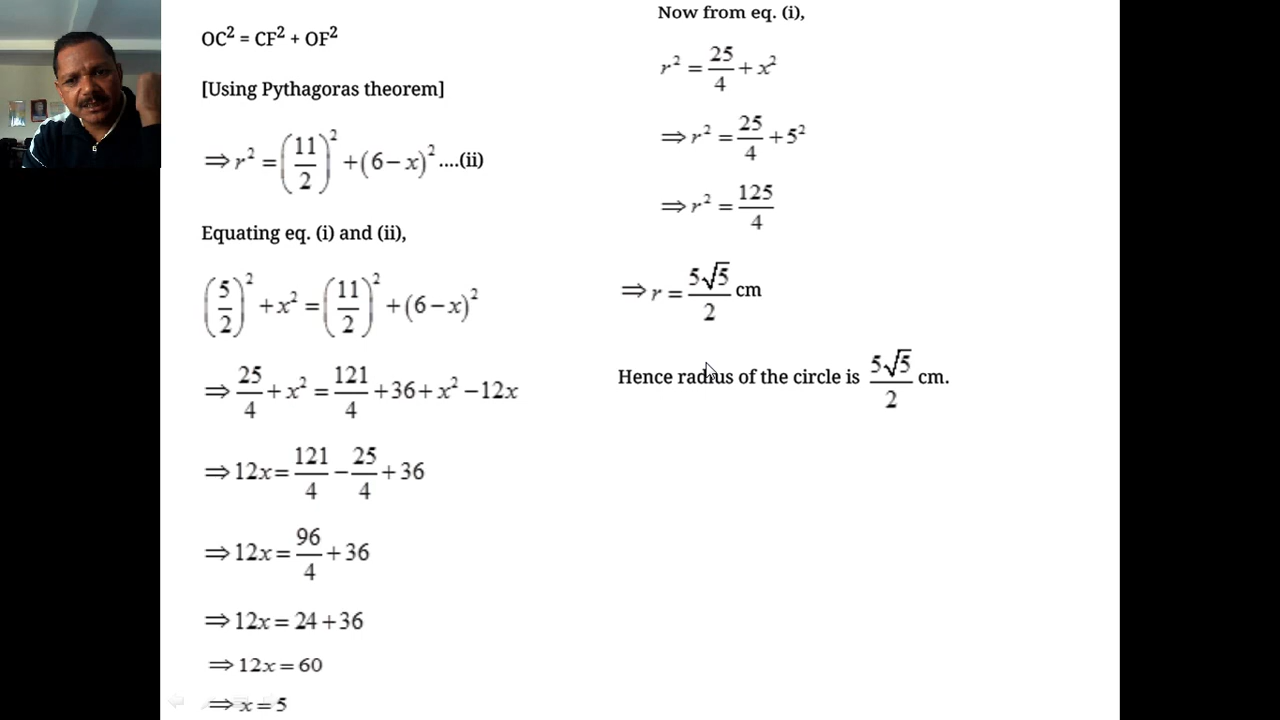 OC² = CF² + OF²
[Using Pythagoras theorem]
⇒ r² = (11/2)² + (6 − x)² ....(ii)
Equating eq. (i) and (ii),
(5/2)² + x² = (11/2)² + (6 − x)²
⇒ 25/4 + x² = 121/4 + 36 + x² − 12x
⇒ 12x = 121/4 − 25/4 + 36
⇒ 12x = 96/4 + 36
⇒ 12x = 24 + 36
⇒ 12x = 60
⇒ x = 5
Now from eq. (i),
r² = 25/4 + x²
⇒ r² = 25/4 + 5²
⇒ r² = 125/4
⇒ r = 5√5/2 cm
Hence radius of the circle is 5√5/2 cm.